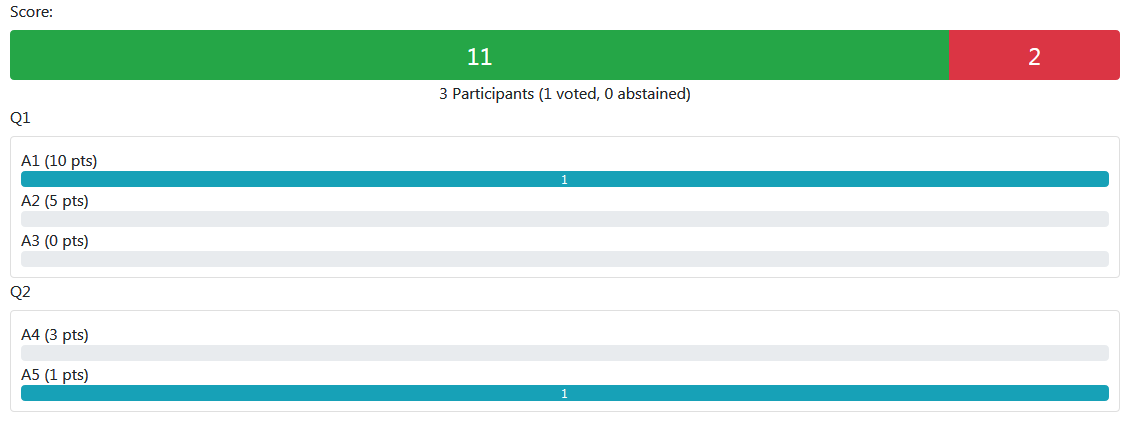 Score:
11 2
3 Participants (1 voted, 0 abstained)
Q1
A1 (10 pts)
1
A2 (5 pts)
A3 (0 pts)
Q2
A4 (3 pts)
A5 (1 pts)
1